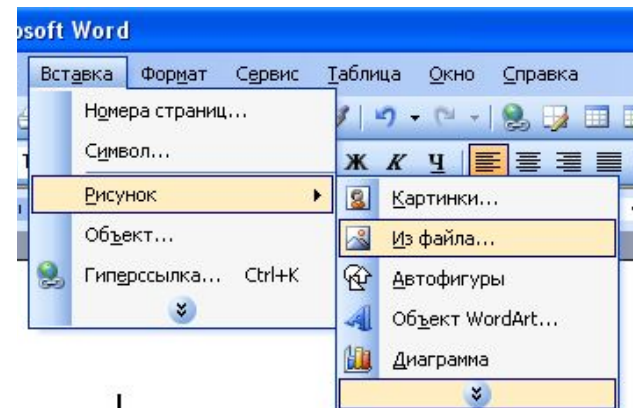 osoft Word
Вставка Формат Сервис Таблица Окно Справка
Номера страниц...
Символ...
Ж К Ч
Рисунок
Картинки...
Объект...
Из файла...
Гиперссылка... Ctrl+K
Автофигуры
Объект WordArt...
Диаграмма